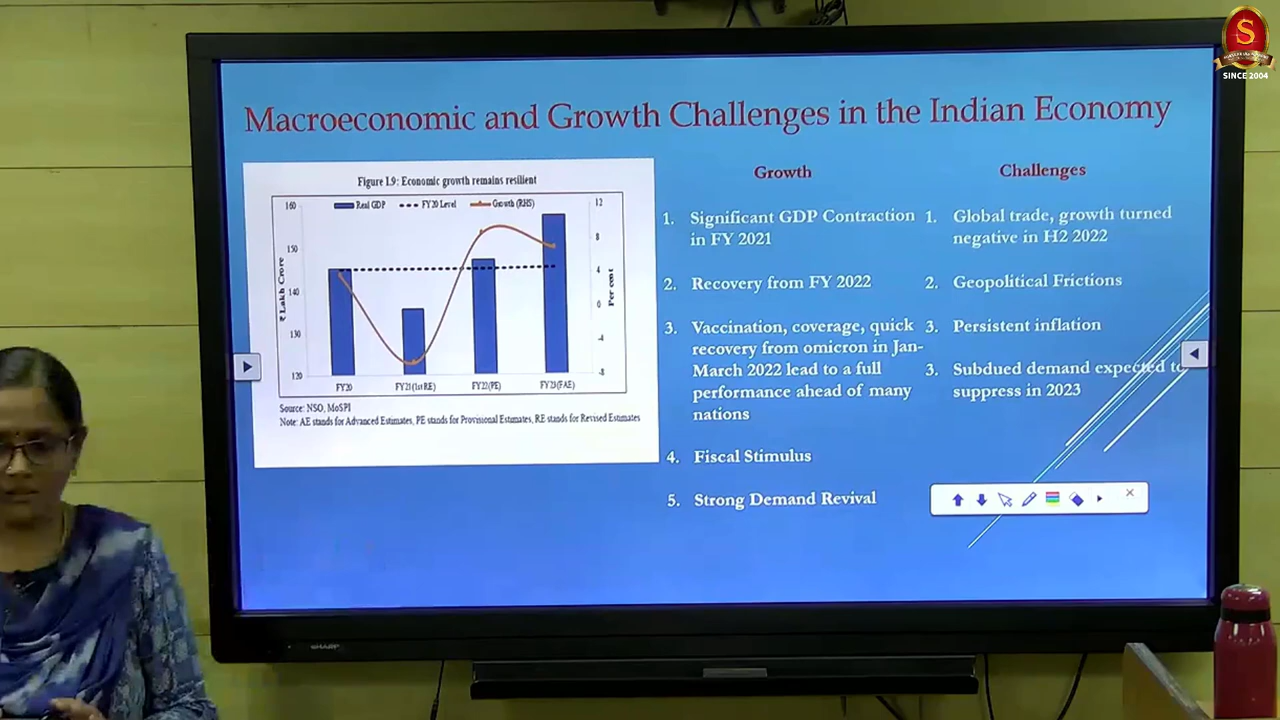 S
SINCE 2004
Macroeconomic and Growth Challenges in the Indian Economy
Figure I.9: Economic growth remains resilient
Real GDP FY20 Level Growth (RHS)
160
150
140
130
120
₹ Lakh Crore
12
8
4
0
-4
-8
Per cent
FY20 FY21(1st RE) FY22(PE) FY23(FAE)
Source: NSO, MoSPI
Note: AE stands for Advanced Estimates, PE stands for Provisional Estimates, RE stands for Revised Estimates
Growth
1. Significant GDP Contraction
in FY 2021
2. Recovery from FY 2022
3. Vaccination, coverage, quick
recovery from omicron in Jan-
March 2022 lead to a full
performance ahead of many
nations
4. Fiscal Stimulus
5. Strong Demand Revival
Challenges
1. Global trade, growth turned
negative in H2 2022
2. Geopolitical Frictions
3. Persistent inflation
3. Subdued demand expected to
suppress in 2023
SHARP